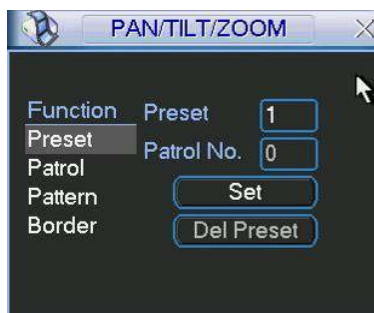 PAN/TILT/ZOOM
Function
Preset
Patrol
Pattern
Border
Preset 1
Patrol No. 0
Set
Del Preset